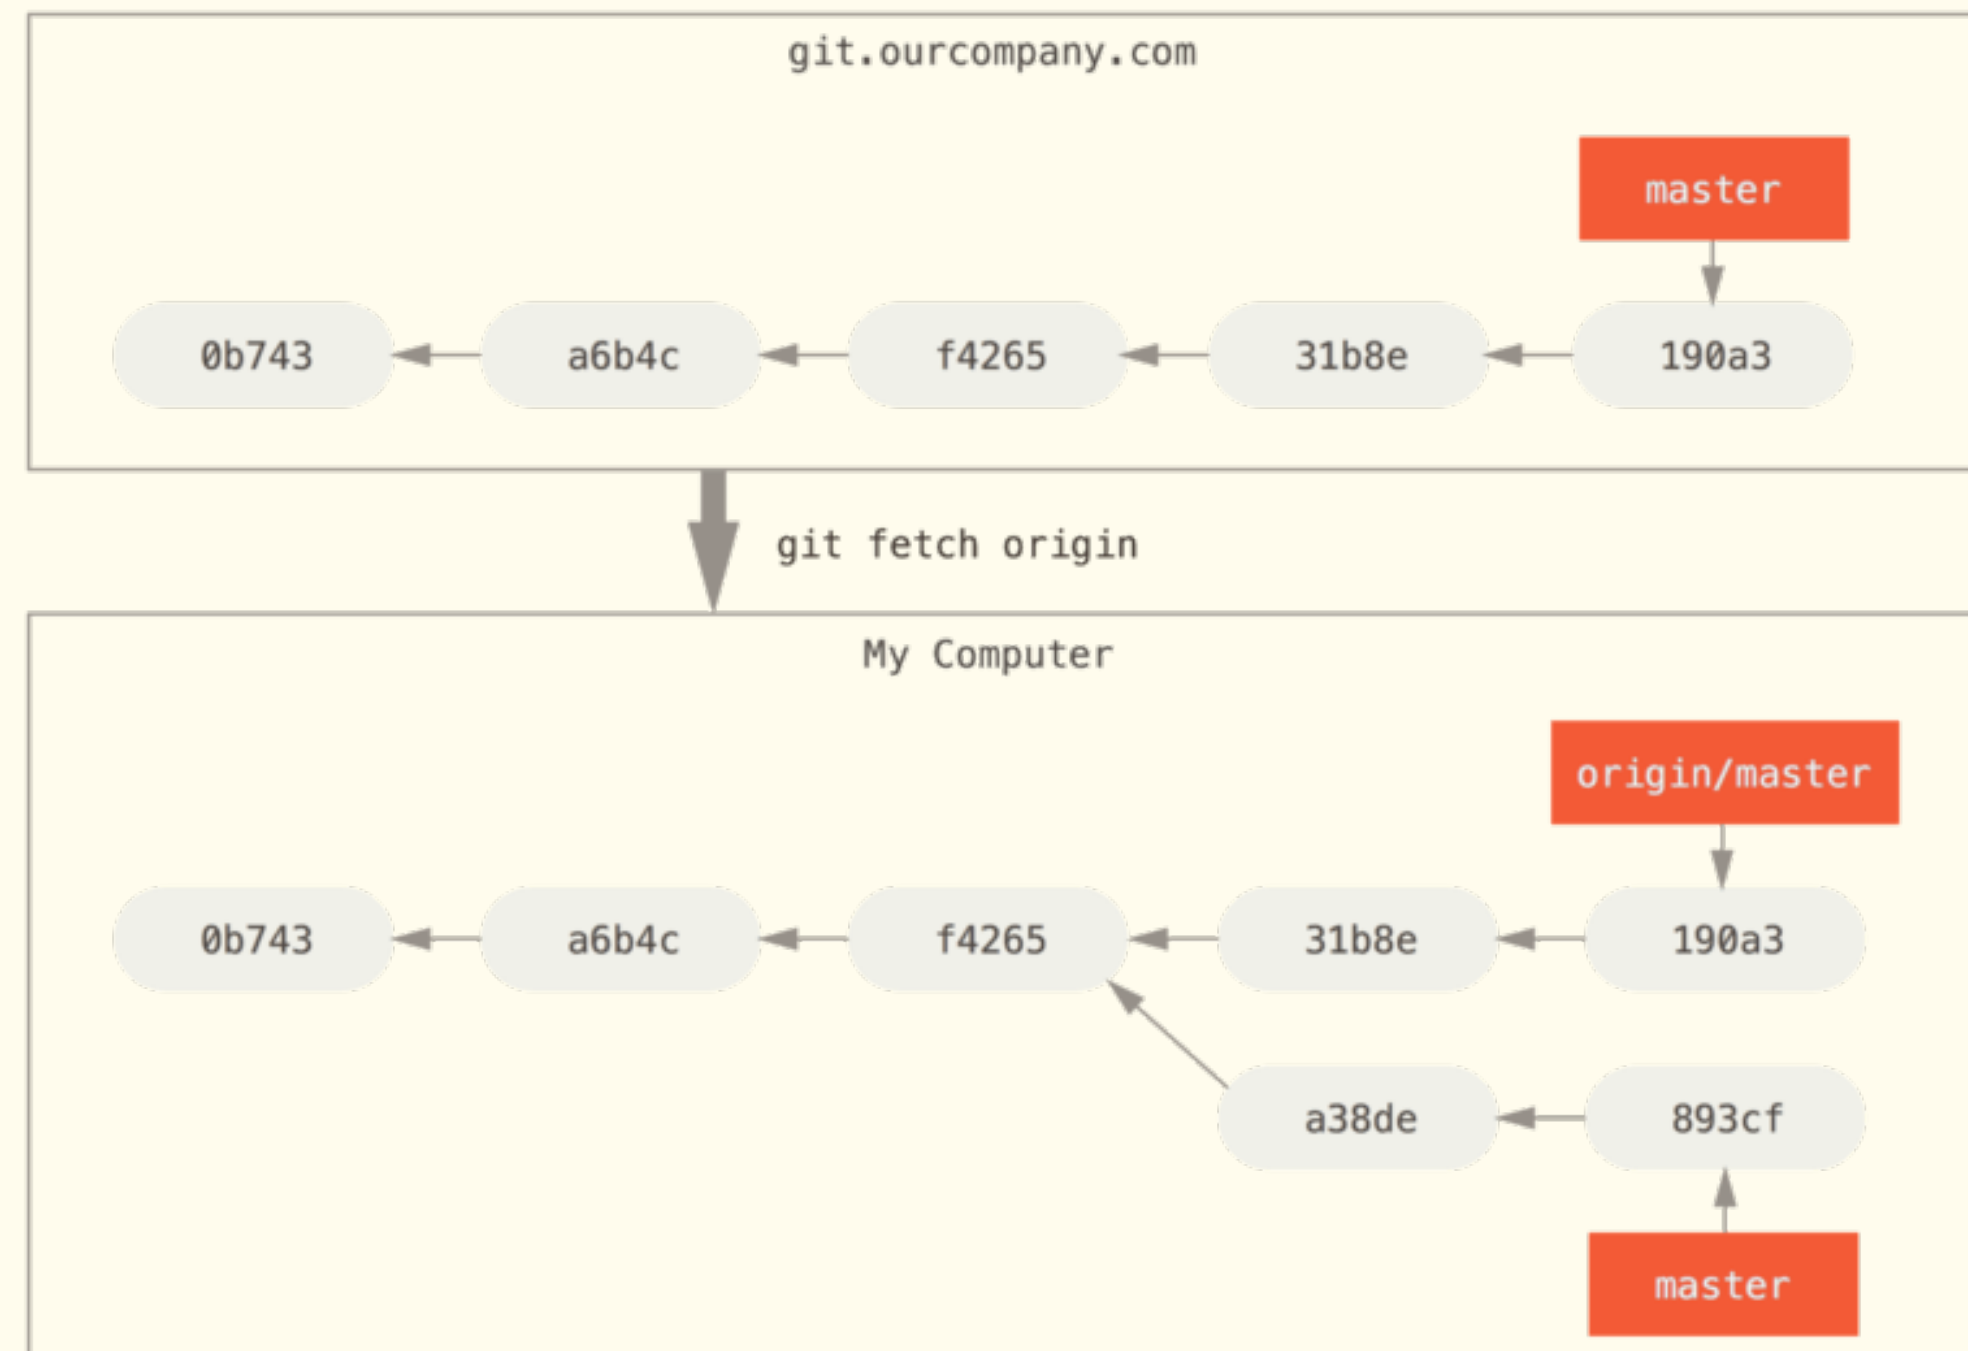 git.ourcompany.com
master
0b743 a6b4c f4265 31b8e 190a3
git fetch origin
My Computer
origin/master
0b743 a6b4c f4265 31b8e 190a3
a38de 893cf
master